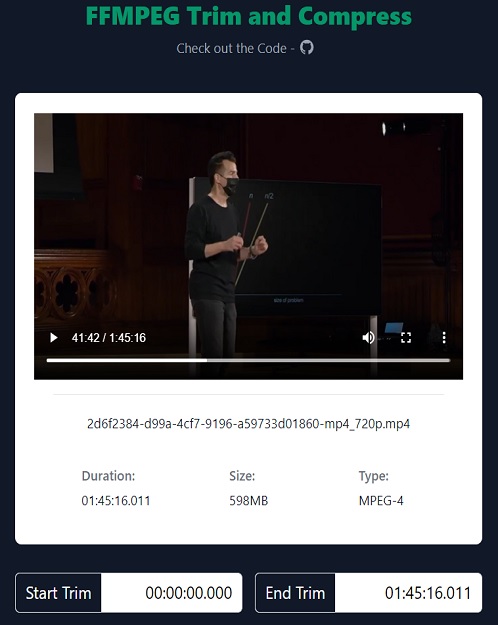 FFMPEG Trim and Compress
Check out the Code -
n n/2
size of problem
41:42 / 1:45:16
2d6f2384-d99a-4cf7-9196-a59733d01860-mp4_720p.mp4
Duration: Size: Type:
01:45:16.011 598MB MPEG-4
Start Trim 00:00:00.000 End Trim 01:45:16.011